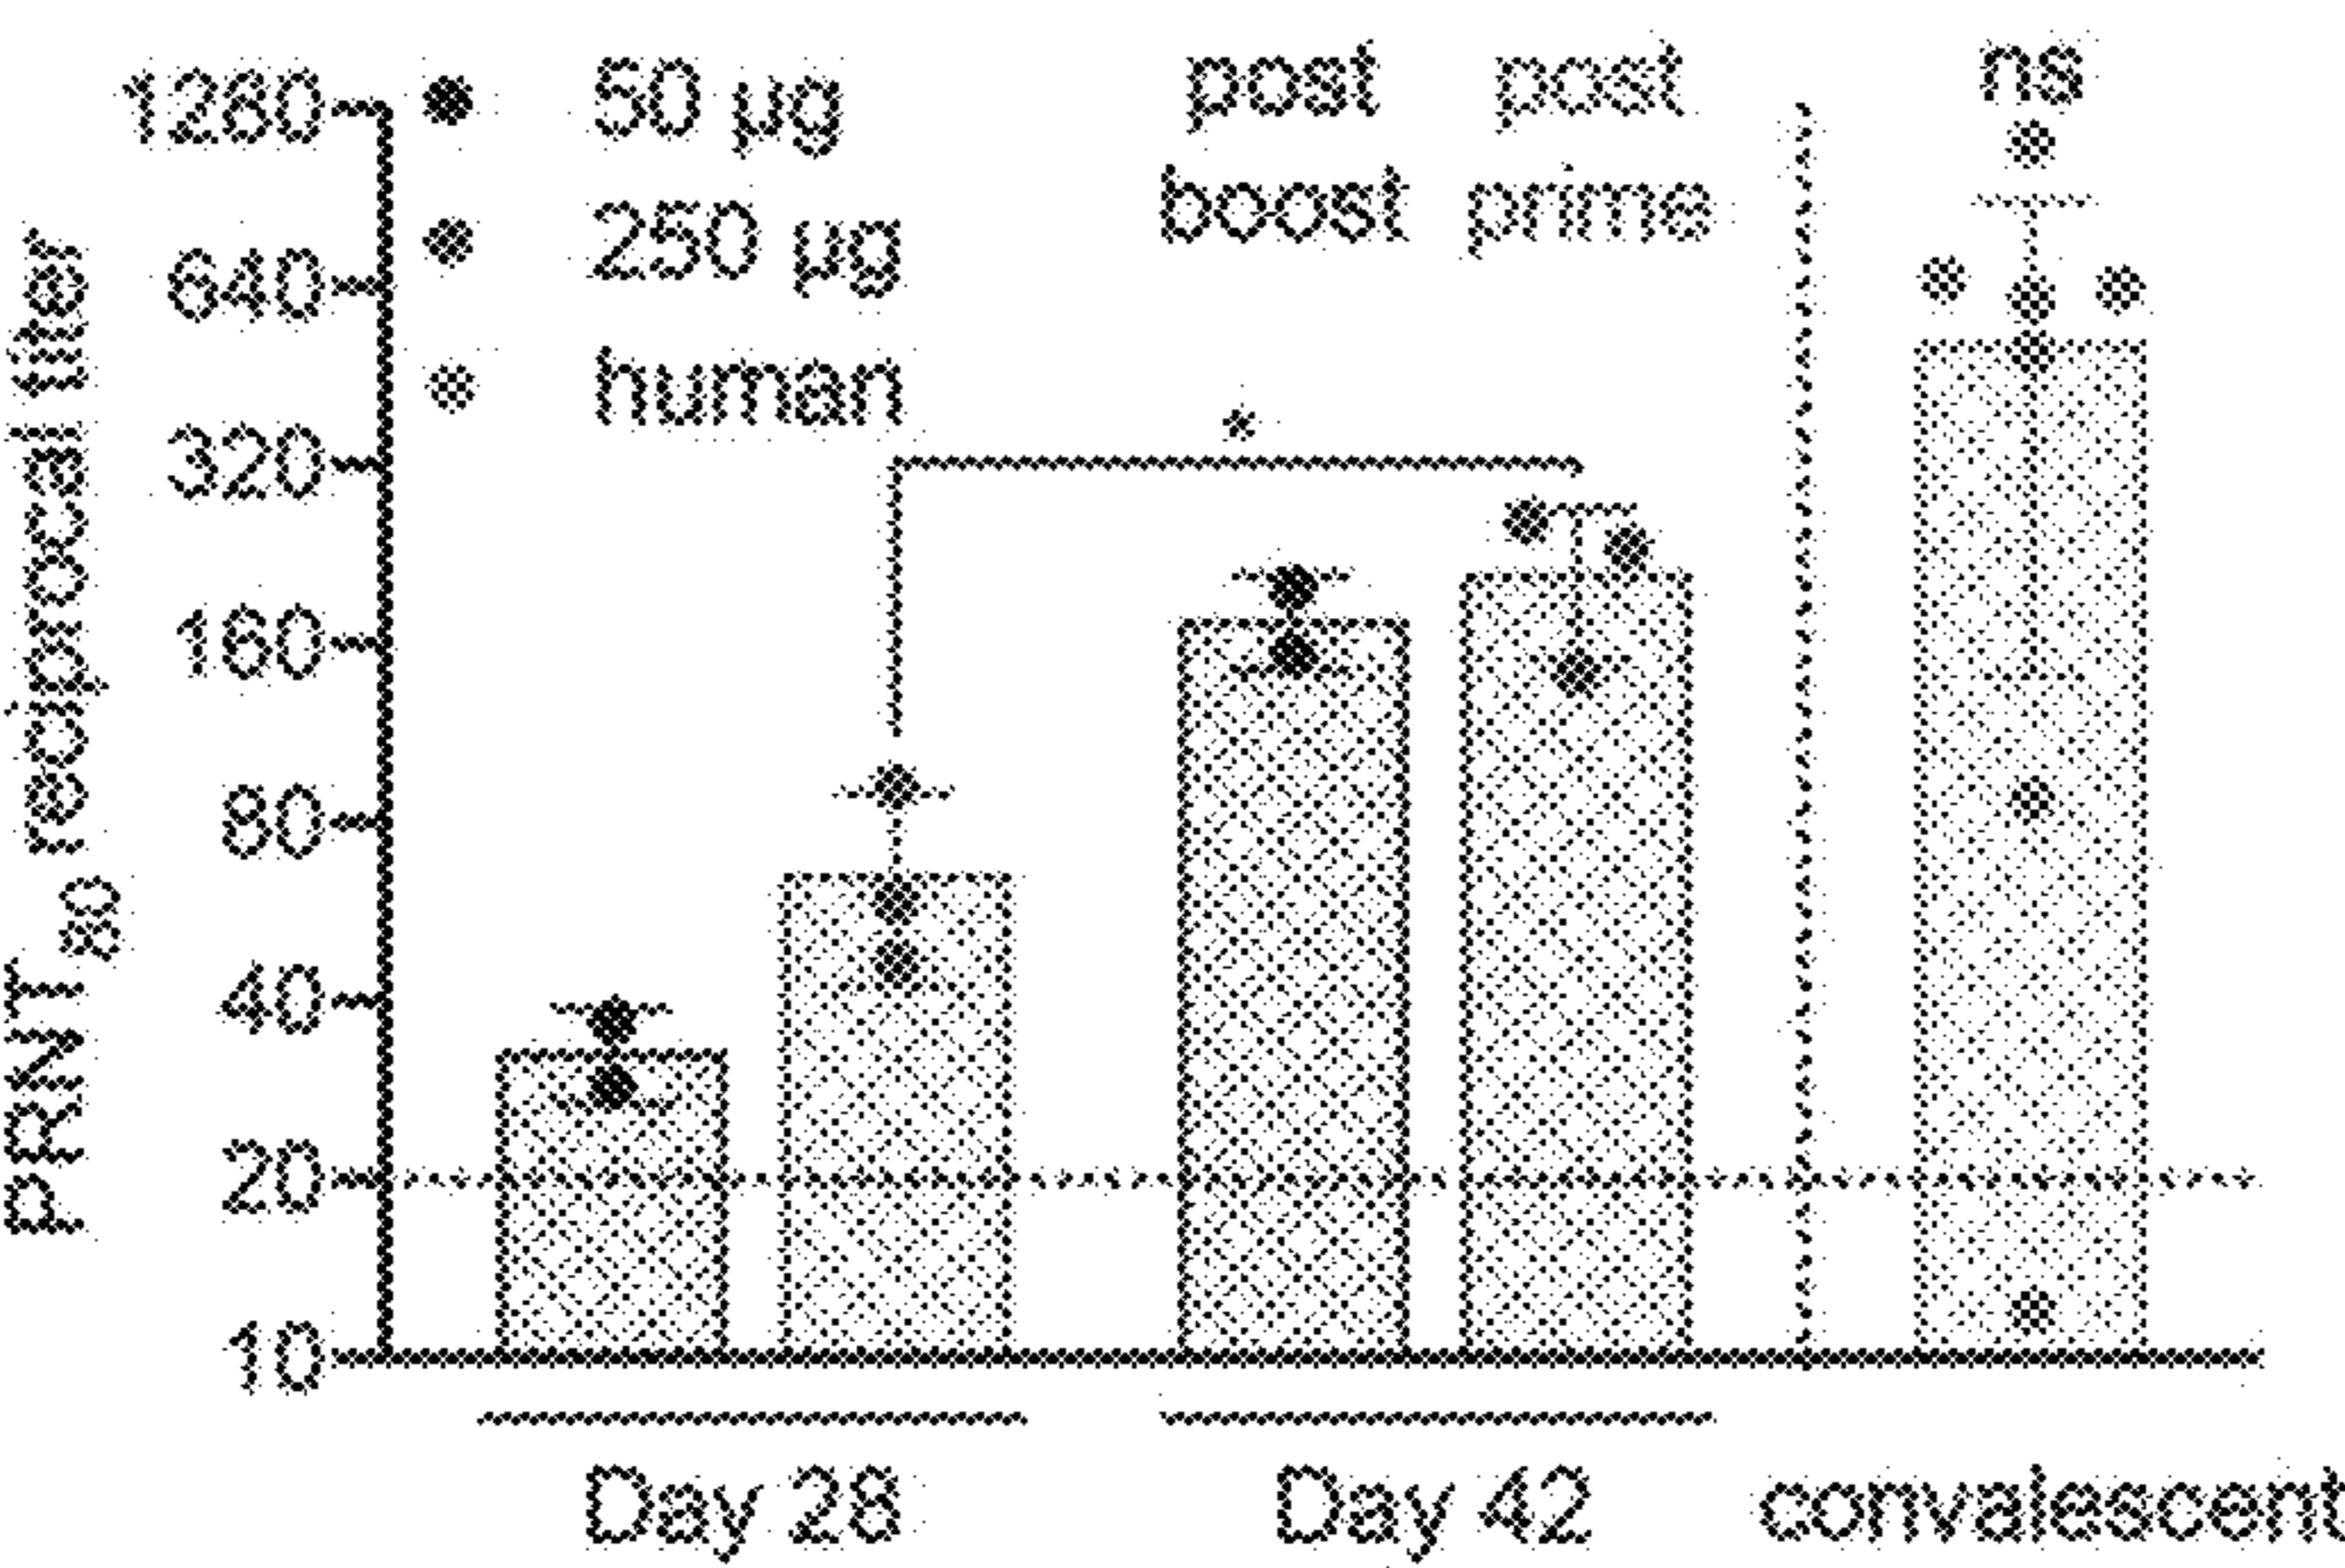 PRNT80 reciprocal titer
1280
640
320
160
80
40
20
10
50 µg
250 µg
human
post boost
post prime
ns
*
Day 28
Day 42
convalescent